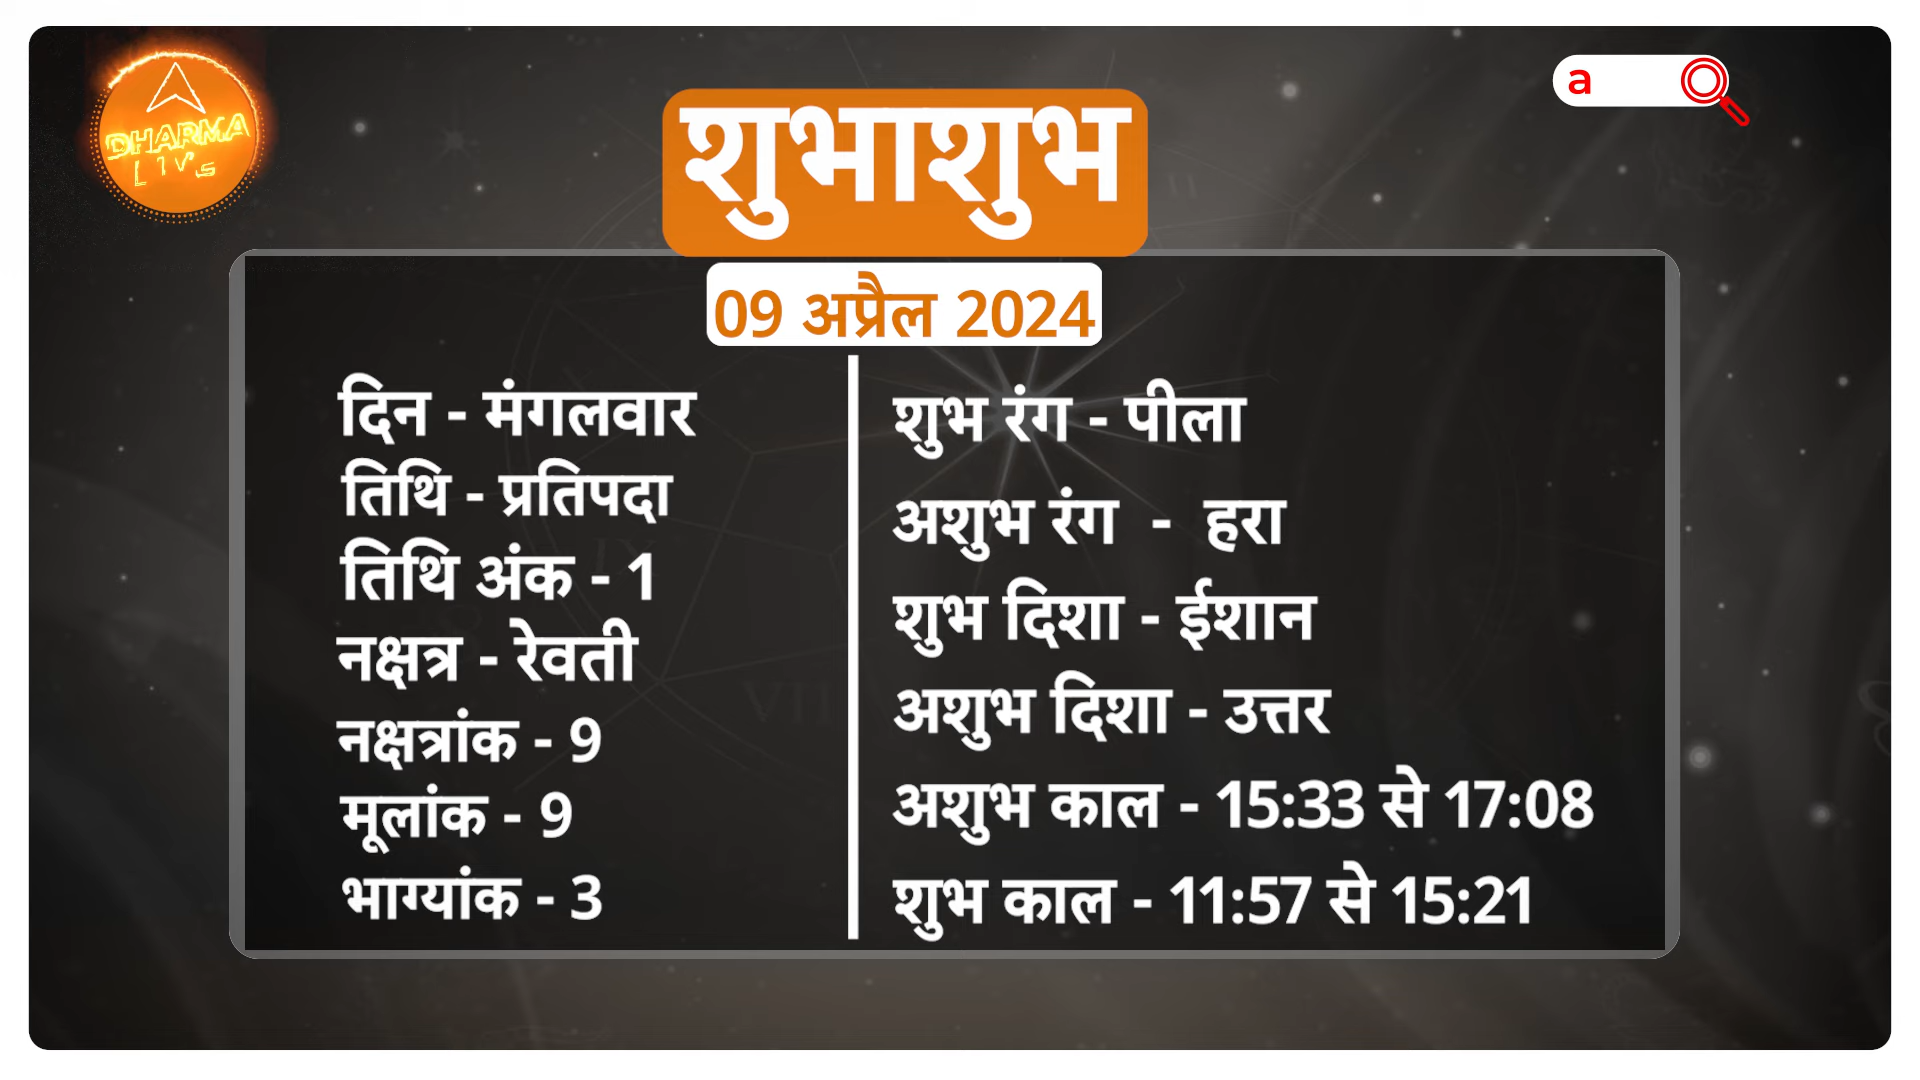 DHARMA
LIVE
a
शुभाशुभ
09 अप्रैल 2024
दिन - मंगलवार
तिथि - प्रतिपदा
तिथि अंक - 1
नक्षत्र - रेवती
नक्षत्रांक - 9
मूलांक - 9
भाग्यांक - 3
शुभ रंग - पीला
अशुभ रंग - हरा
शुभ दिशा - ईशान
अशुभ दिशा - उत्तर
अशुभ काल - 15:33 से 17:08
शुभ काल - 11:57 से 15:21